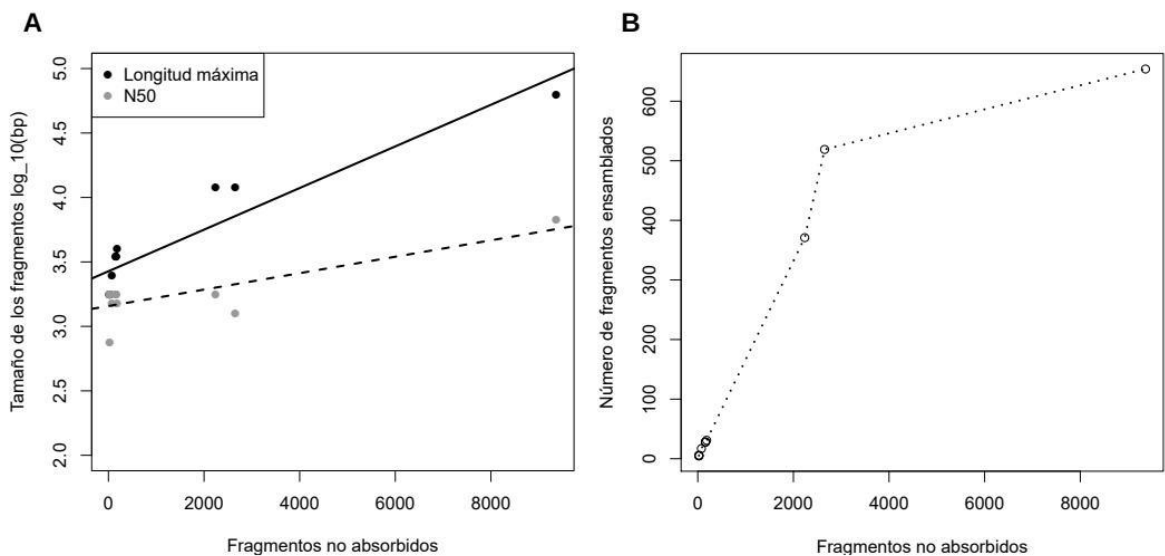 A
Longitud máxima
N50
Tamaño de los fragmentos log_10(bp)
5.0
4.5
4.0
3.5
3.0
2.5
2.0
0 2000 4000 6000 8000
Fragmentos no absorbidos
B
Número de fragmentos ensamblados
600
500
400
300
200
100
0
0 2000 4000 6000 8000
Fragmentos no absorbidos